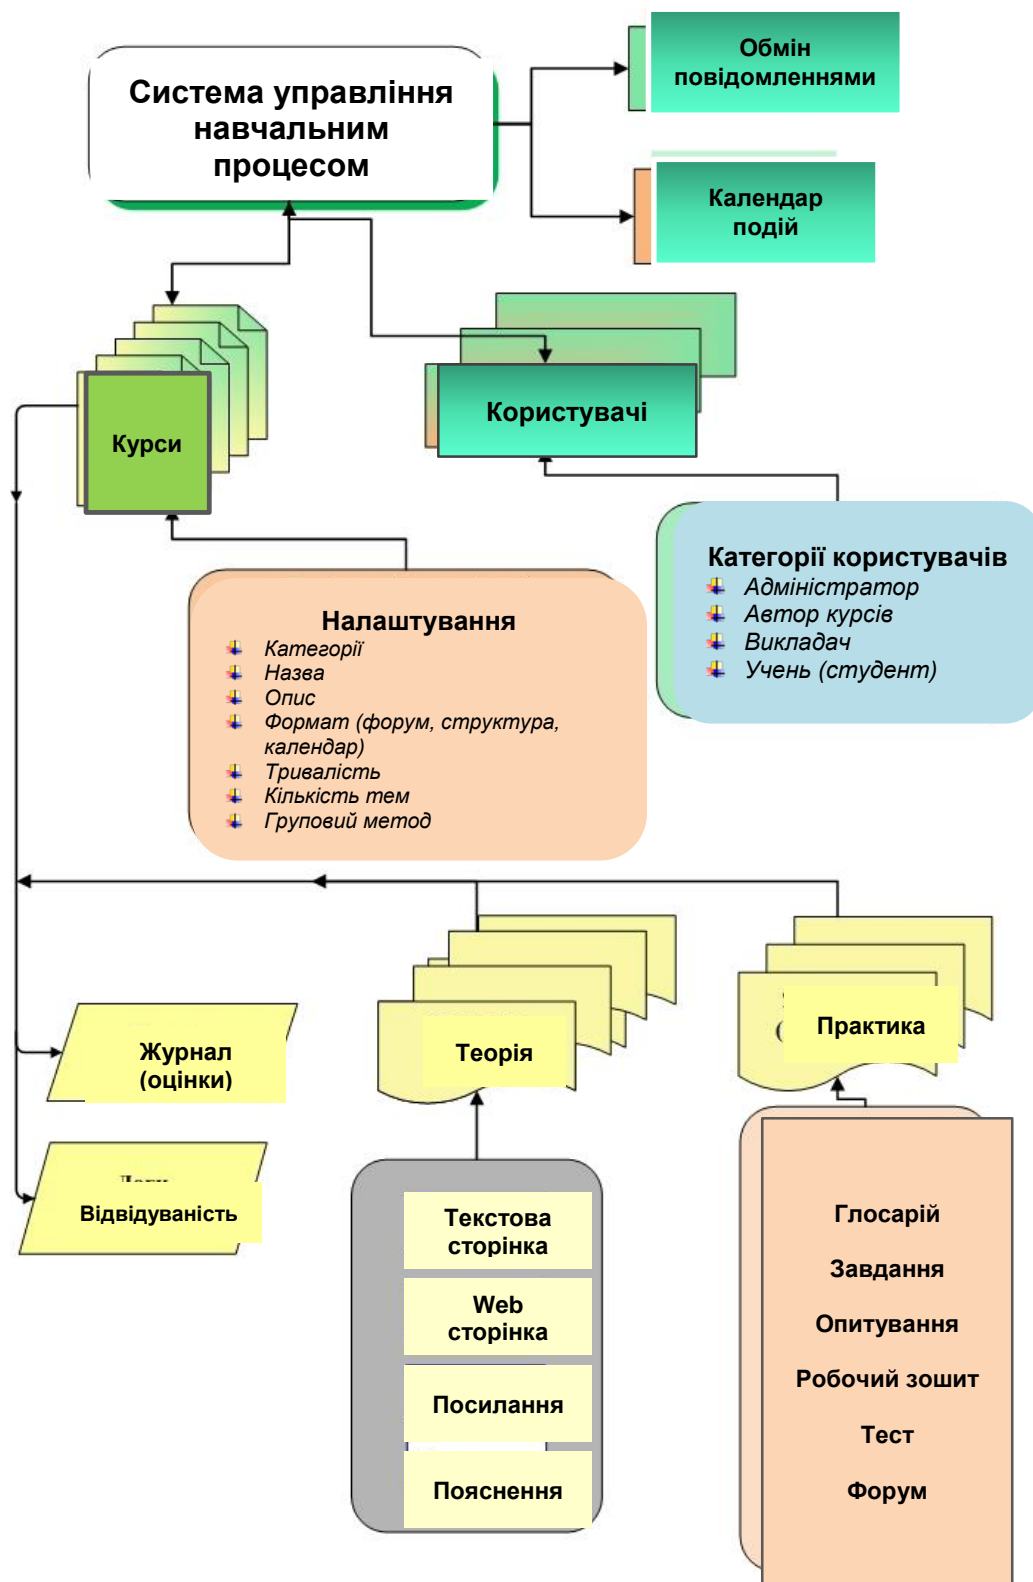 Обмін
повідомленнями
Система управління
навчальним
процесом
Календар
подій
Курси
Користувачі
Категорії користувачів
Адміністратор
Автор курсів
Викладач
Учень (студент)
Налаштування
Категорії
Назва
Опис
Формат (форум, структура,
календар)
Тривалість
Кількість тем
Груповий метод
Журнал
(оцінки)
Теорія
Практика
Відвідуваність
Текстова
сторінка
Web
сторінка
Посилання
Пояснення
Глосарій
Завдання
Опитування
Робочий зошит
Тест
Форум